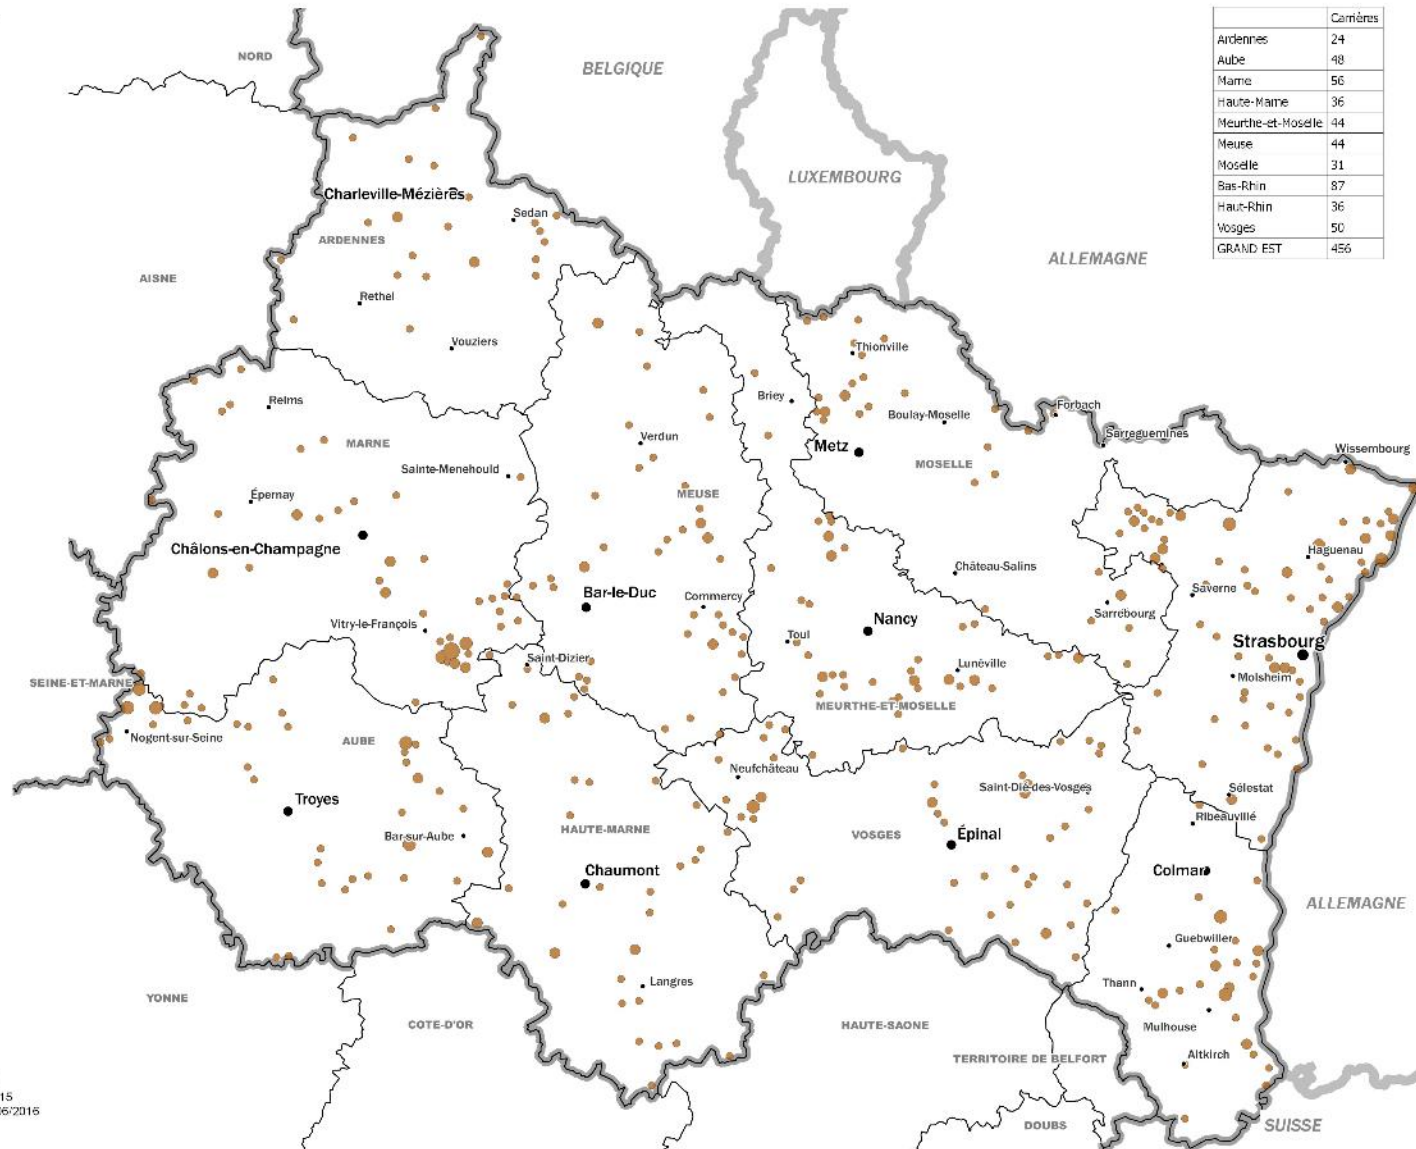 Carrières
Ardennes 24
Aube 48
Marne 56
Haute-Marne 36
Meurthe-et-Moselle 44
Meuse 44
Moselle 31
Bas-Rhin 87
Haut-Rhin 36
Vosges 50
GRAND EST 456
NORD
BELGIQUE
LUXEMBOURG
Charleville-Mézières
Sedan
ARDENNES
ALLEMAGNE
AISNE
Rethel
Vouziers
Thionville
Briey
Reims
Forbach
Boulay-Moselle
Verdun
Sarreguemines
MARNE
Metz
Wissembourg
Sainte-Menehould
MOSELLE
Épernay
MEUSE
Châlons-en-Champagne
Haguenau
Château-Salins
Bar-le-Duc
Saverne
Commercy
Sarrebourg
Vitry-le-François
Nancy
Toul
Strasbourg
Saint-Dizier
Lunéville
SEINE-ET-MARNE
Molsheim
MEURTHE-ET-MOSELLE
Nogent-sur-Seine
AUBE
Neufchâteau
Saint-Dié-des-Vosges
Sélestat
Troyes
Ribeauvillé
HAUTE-MARNE
Bar-sur-Aube
VOSGES
Épinal
Chaumont
Colmar
ALLEMAGNE
Guebwiller
Langres
Thann
YONNE
COTE-D'OR
HAUTE-SAONE
Mulhouse
TERRITOIRE DE BELFORT
Altkirch
15
06/2016
DOUBS
SUISSE